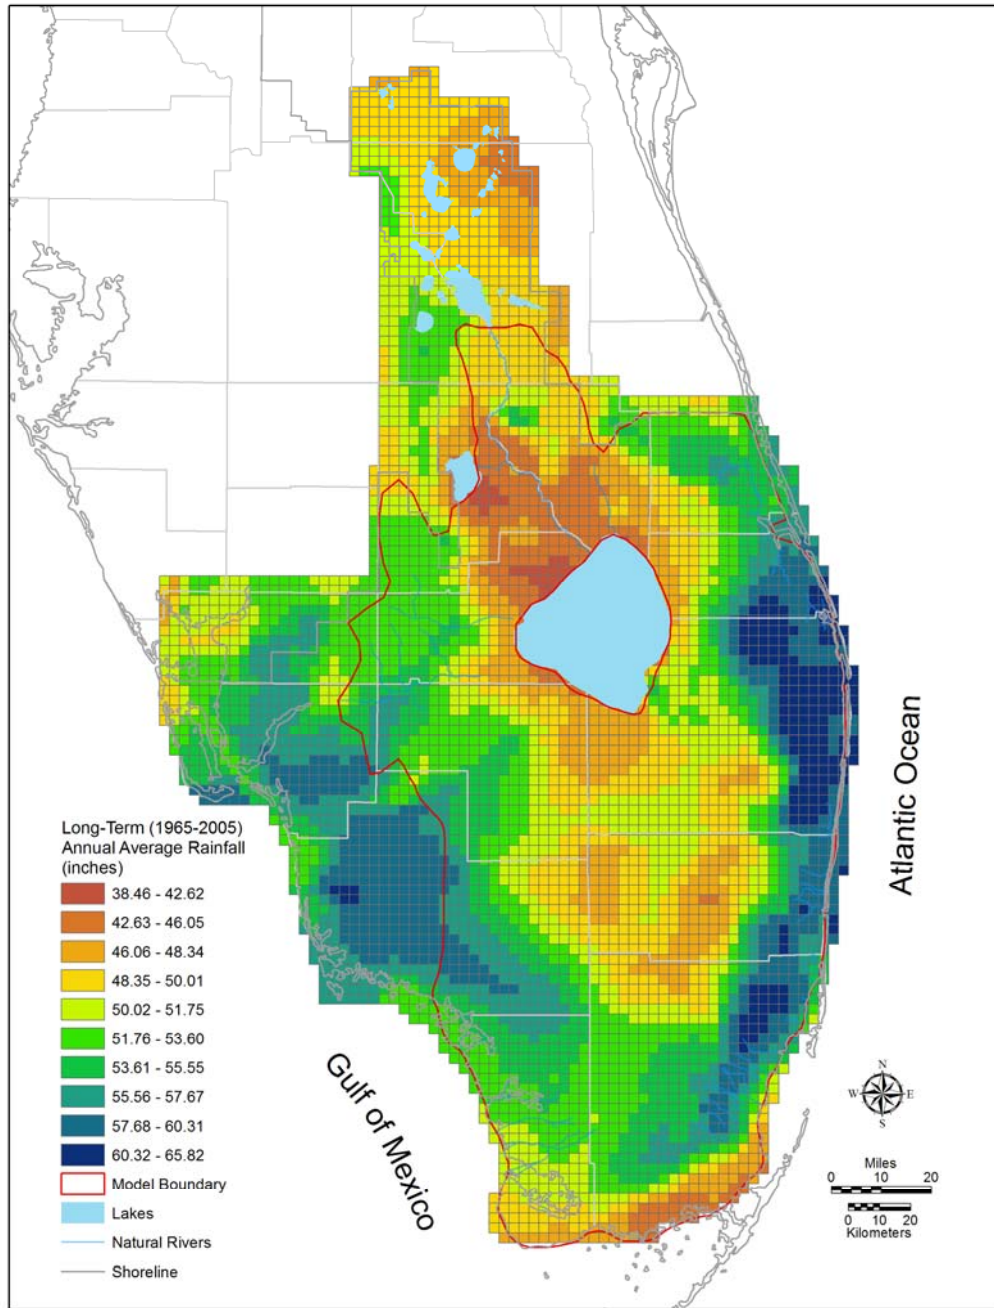 Atlantic Ocean
Gulf of Mexico
Long-Term (1965-2005)
Annual Average Rainfall
(inches)
38.46 - 42.62
42.63 - 46.05
46.06 - 48.34
48.35 - 50.01
50.02 - 51.75
51.76 - 53.60
53.61 - 55.55
55.56 - 57.67
57.68 - 60.31
60.32 - 65.82
Model Boundary
Lakes
Natural Rivers
Shoreline
N
W E
S
Miles
0 10 20
0 10 20
Kilometers